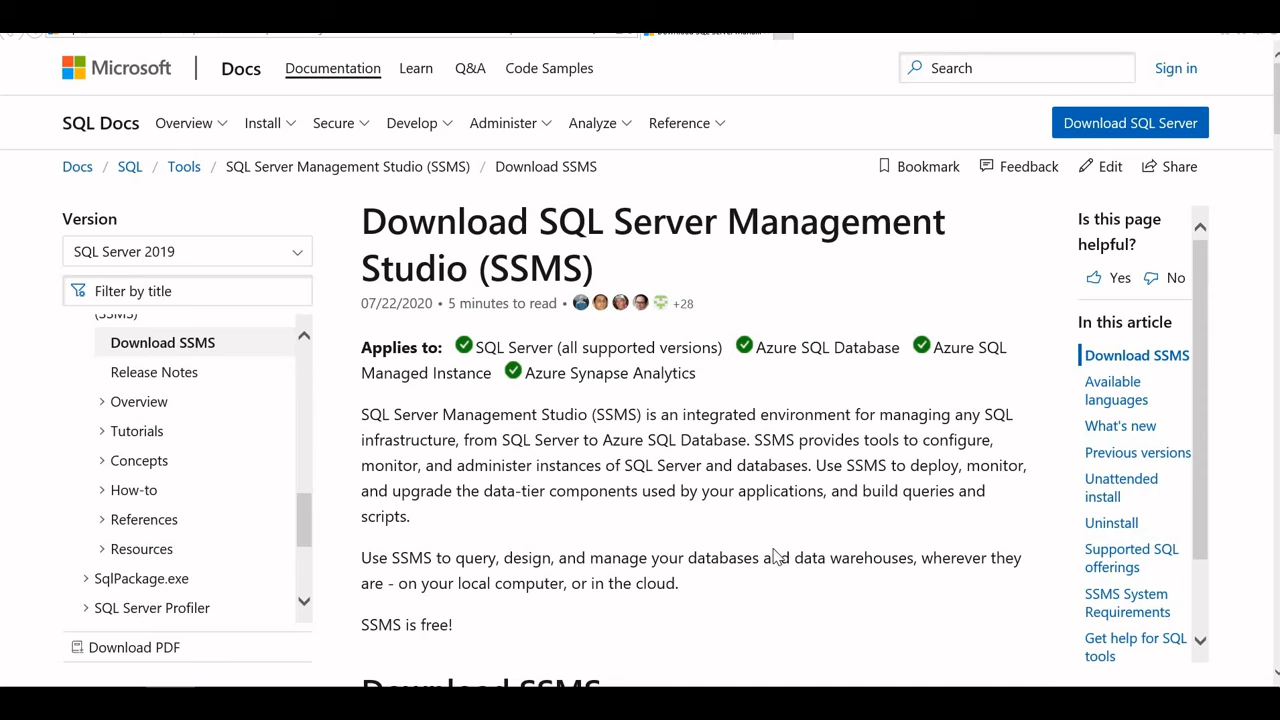 Microsoft
Docs
Documentation
Learn
Q&A
Code Samples
Search
Sign in
SQL Docs
Overview
Install
Secure
Develop
Administer
Analyze
Reference
Download SQL Server
Docs / SQL / Tools / SQL Server Management Studio (SSMS) / Download SSMS
Bookmark
Feedback
Edit
Share
Version
SQL Server 2019
Filter by title
(SSMS)
Download SSMS
Release Notes
Overview
Tutorials
Concepts
How-to
References
Resources
SqlPackage.exe
SQL Server Profiler
Download PDF
Download SQL Server Management
Studio (SSMS)
07/22/2020 • 5 minutes to read • +28
Applies to: SQL Server (all supported versions) Azure SQL Database Azure SQL
Managed Instance Azure Synapse Analytics
SQL Server Management Studio (SSMS) is an integrated environment for managing any SQL
infrastructure, from SQL Server to Azure SQL Database. SSMS provides tools to configure,
monitor, and administer instances of SQL Server and databases. Use SSMS to deploy, monitor,
and upgrade the data-tier components used by your applications, and build queries and
scripts.
Use SSMS to query, design, and manage your databases and data warehouses, wherever they
are - on your local computer, or in the cloud.
SSMS is free!
Download SSMS
Is this page
helpful?
Yes
No
In this article
Download SSMS
Available
languages
What's new
Previous versions
Unattended
install
Uninstall
Supported SQL
offerings
SSMS System
Requirements
Get help for SQL
tools